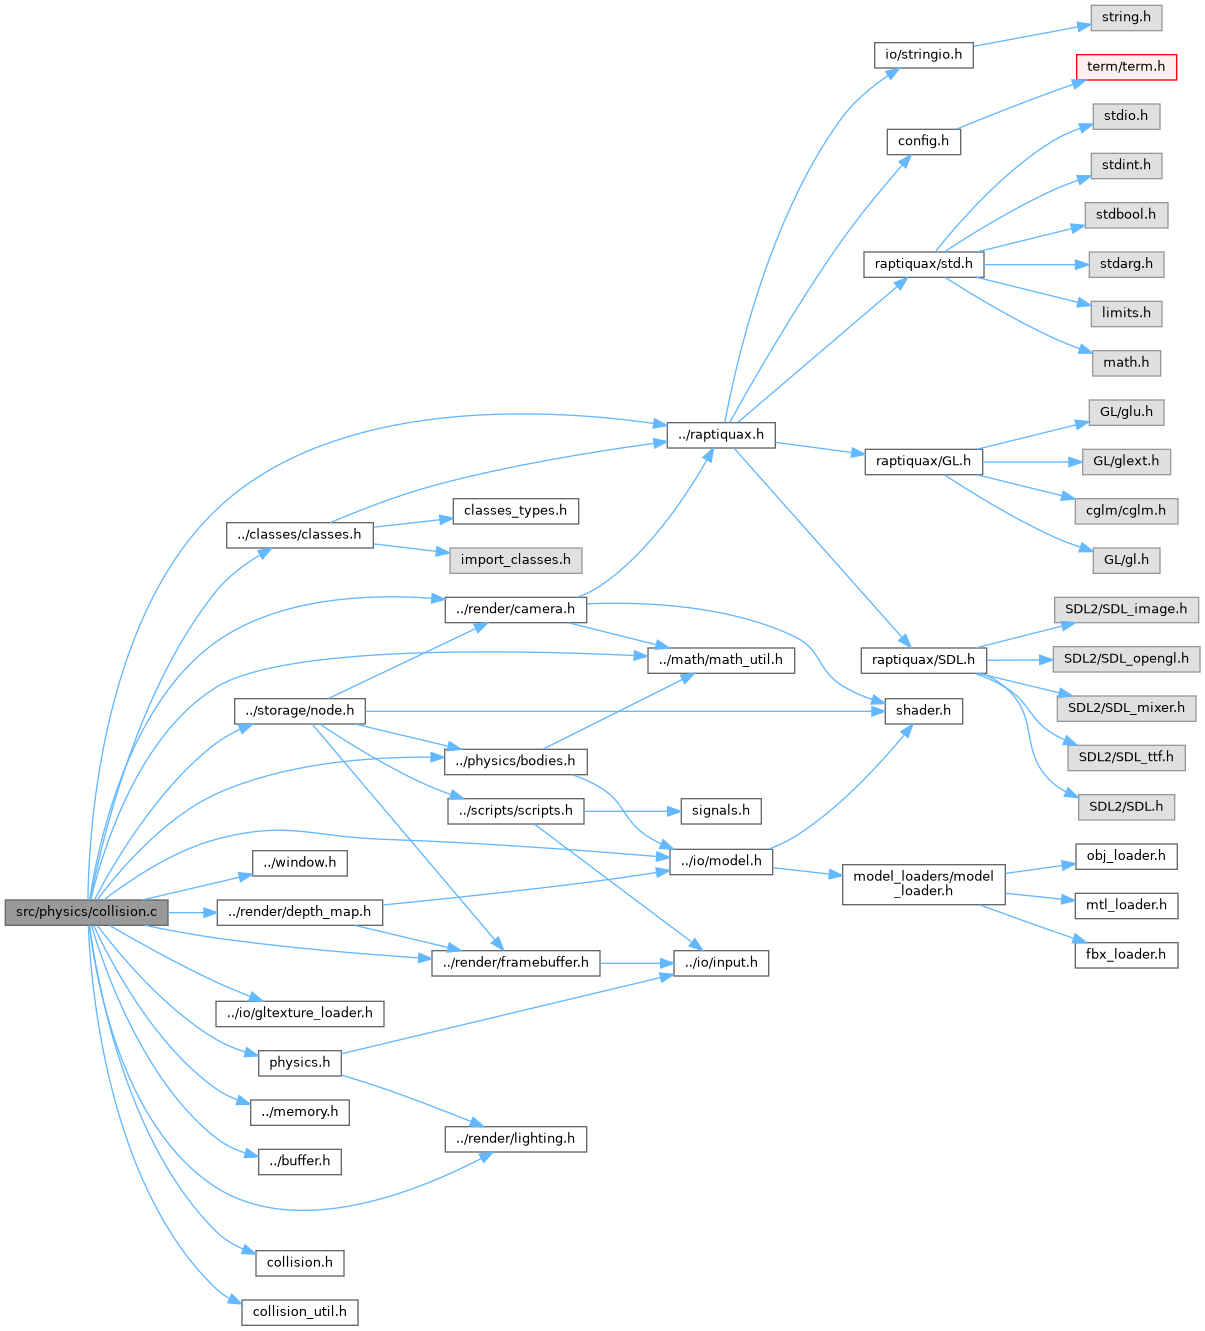 string.h
io/stringio.h
term/term.h
stdio.h
config.h
stdint.h
stdbool.h
raptiquax/std.h
stdarg.h
limits.h
math.h
GL/glu.h
../raptiquax.h
raptiquax/GL.h
GL/glext.h
classes_types.h
cglm/cglm.h
../classes/classes.h
import_classes.h
GL/gl.h
../render/camera.h
SDL2/SDL_image.h
../math/math_util.h
raptiquax/SDL.h
SDL2/SDL_opengl.h
../storage/node.h
shader.h
SDL2/SDL_mixer.h
../physics/bodies.h
SDL2/SDL_ttf.h
../scripts/scripts.h
signals.h
SDL2/SDL.h
../window.h
../io/model.h
obj_loader.h
model_loaders/model
_loader.h
src/physics/collision.c
../render/depth_map.h
mtl_loader.h
../render/framebuffer.h
../io/input.h
fbx_loader.h
../io/gltexture_loader.h
physics.h
../memory.h
../render/lighting.h
../buffer.h
collision.h
collision_util.h